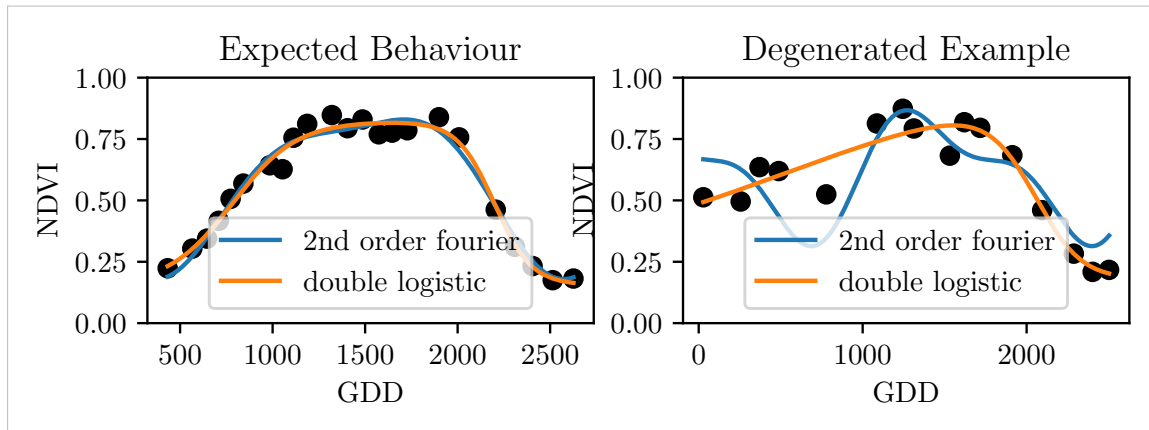 Expected Behaviour
1.00
0.75
0.50
0.25
0.00
NDVI
2nd order fourier
double logistic
500 1000 1500 2000 2500
GDD
Degenerated Example
1.00
0.75
0.50
0.25
0.00
NDVI
2nd order fourier
double logistic
0 1000 2000
GDD